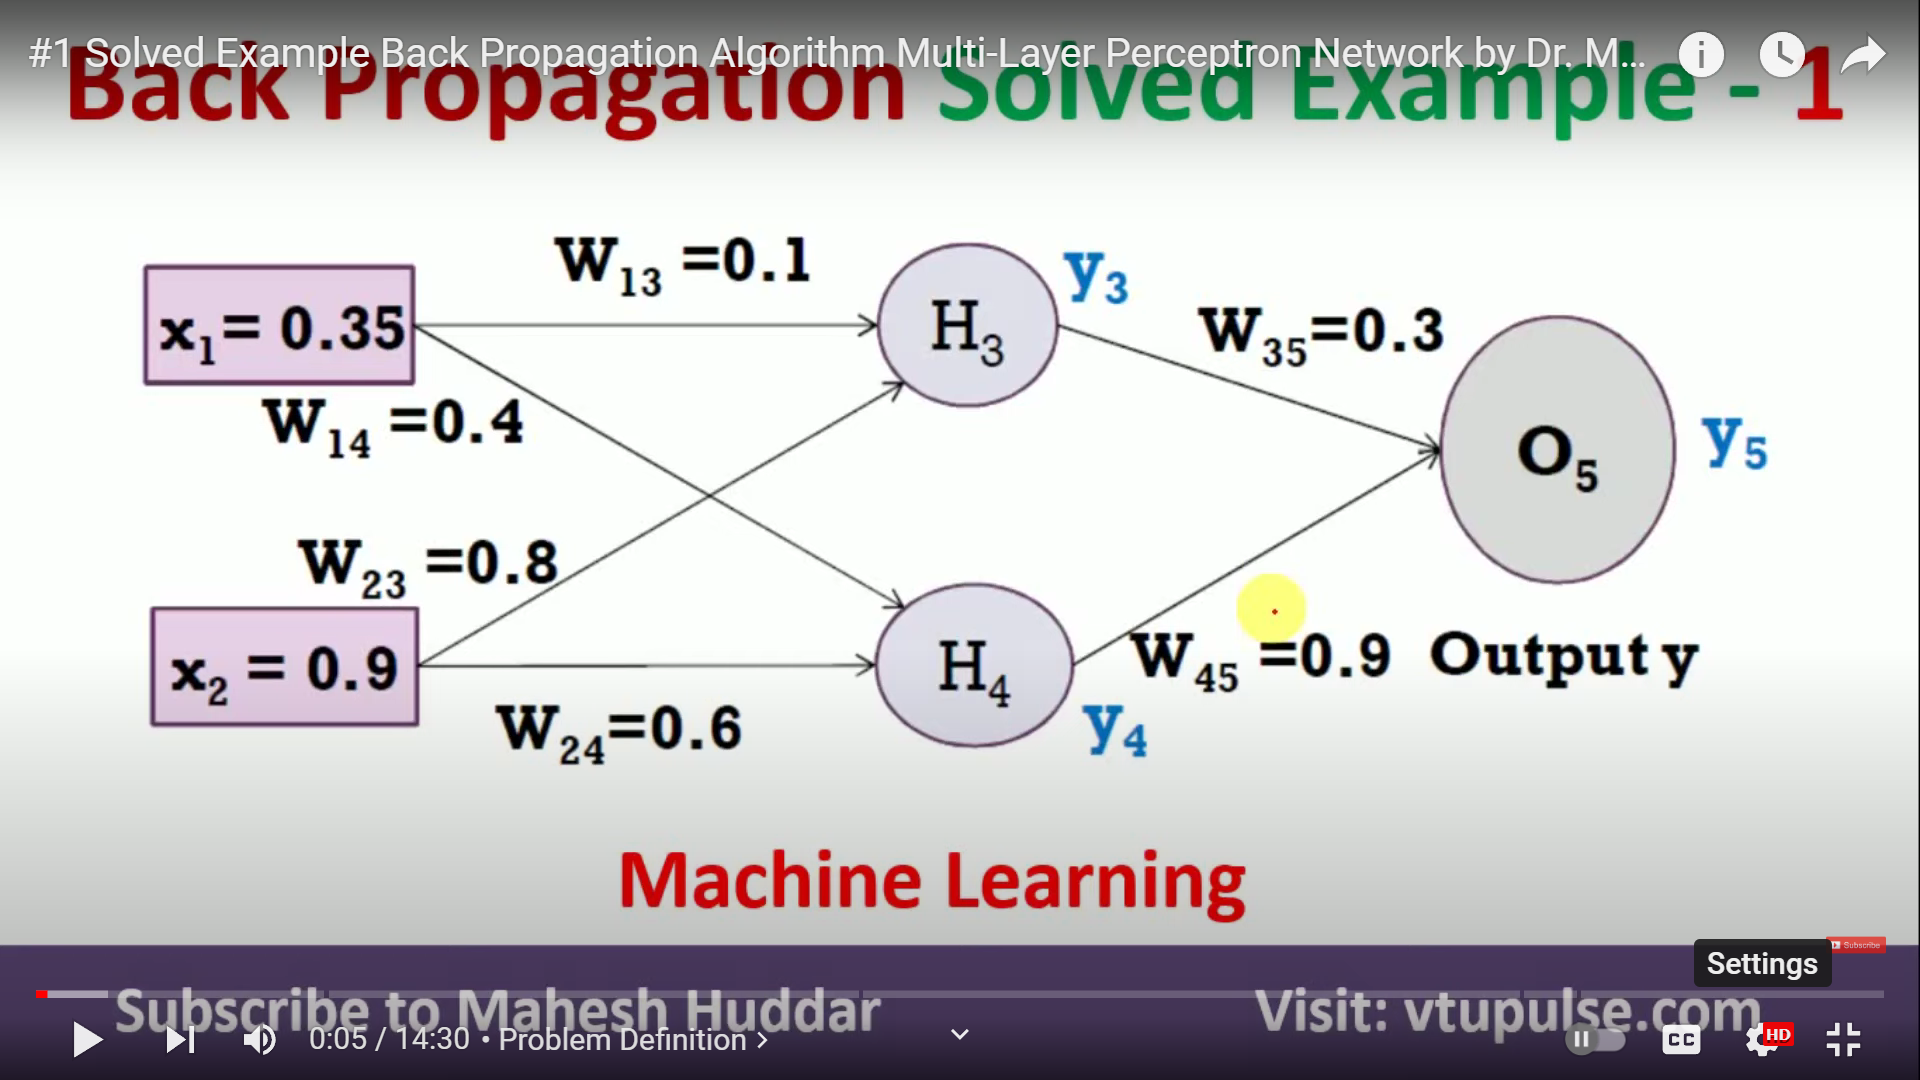 #1 Solved Example Back Propagation Algorithm Multi-Layer Perceptron Network by Dr. M...
Back Propagation Solved Example - 1
W13 =0.1
y3
x1= 0.35
H3
W35=0.3
W14 =0.4
O5
y5
W23 =0.8
x2 = 0.9
H4
W45 =0.9 Output y
W24=0.6
y4
Machine Learning
Subscribe
Settings
Subscribe to Mahesh Huddar
Visit: vtupulse.com
0:05 / 14:30 • Problem Definition >
CC
HD